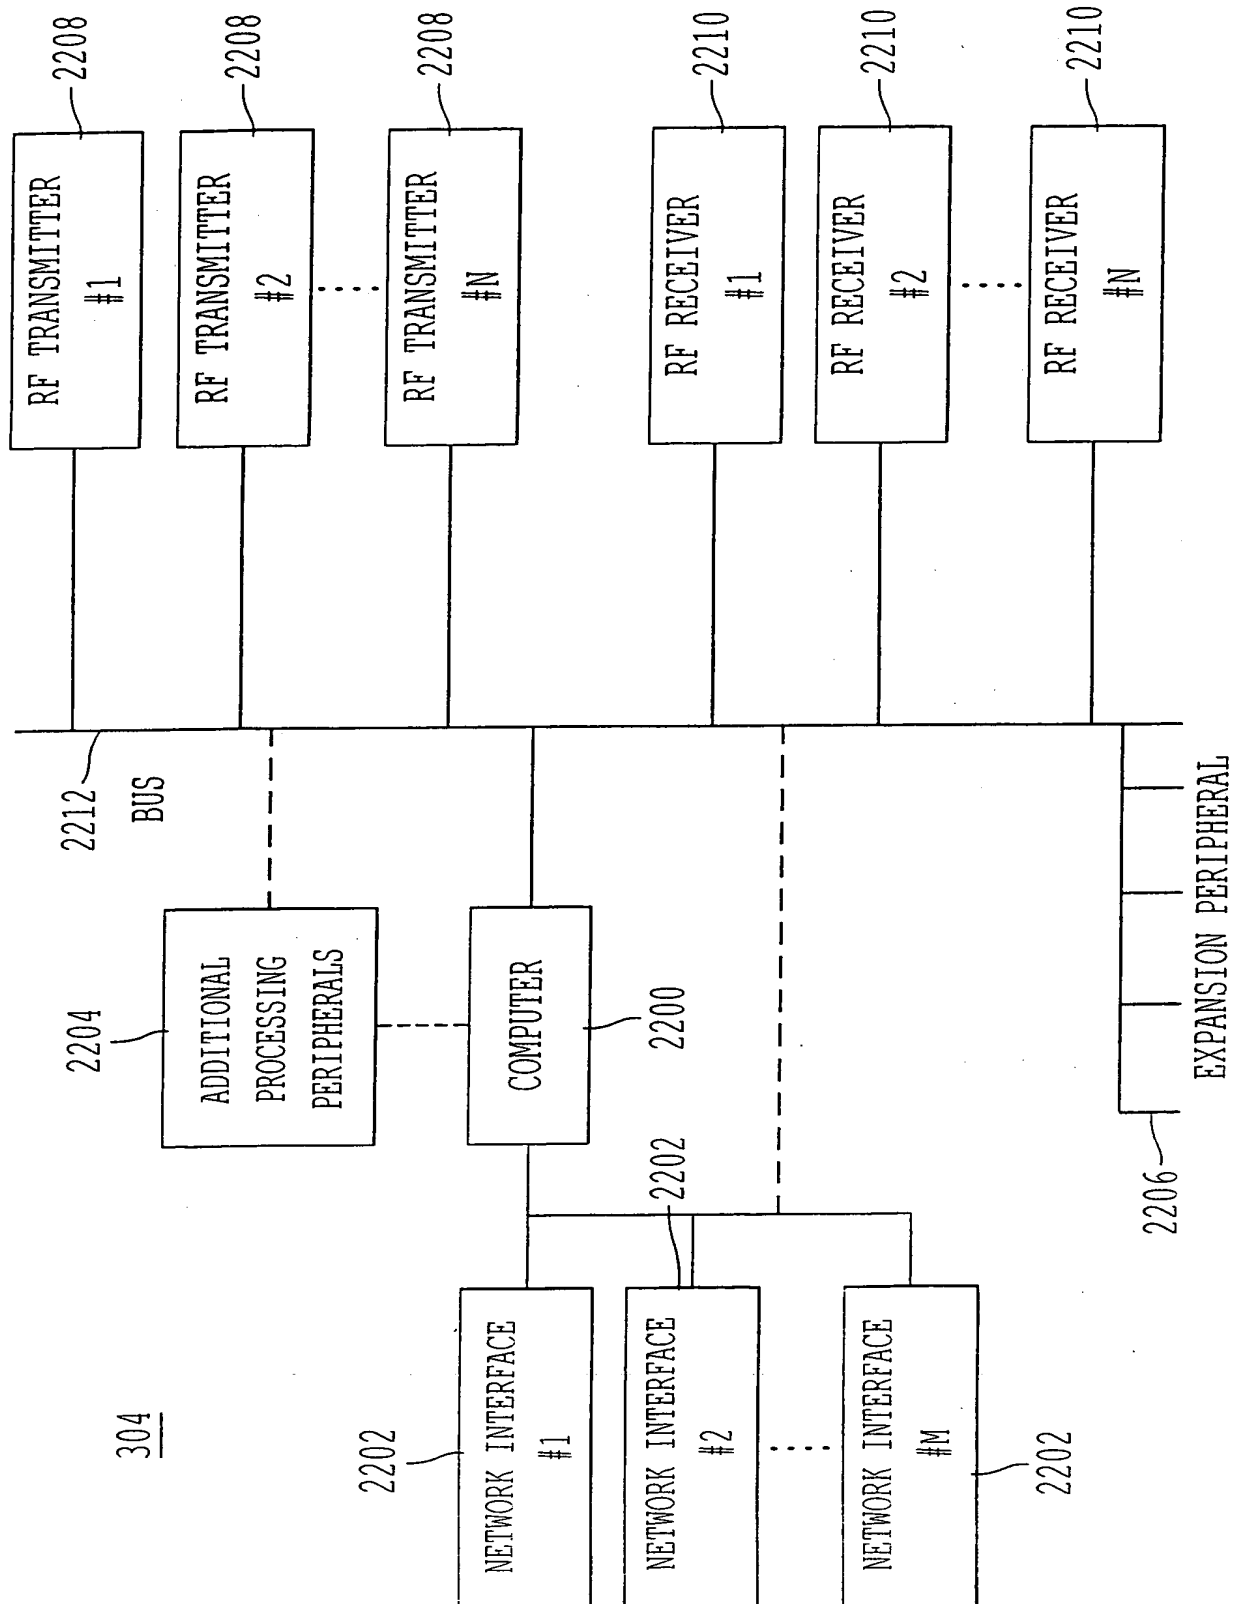 304
NETWORK INTERFACE
#1
2202
NETWORK INTERFACE
#2
2202
NETWORK INTERFACE
#M
2202
ADDITIONAL
PROCESSING
PERIPHERALS
2204
COMPUTER
2200
2212
BUS
2206
EXPANSION PERIPHERAL
RF TRANSMITTER
#1
2208
RF TRANSMITTER
#2
2208
RF TRANSMITTER
#N
2208
RF RECEIVER
#1
2210
RF RECEIVER
#2
2210
RF RECEIVER
#N
2210